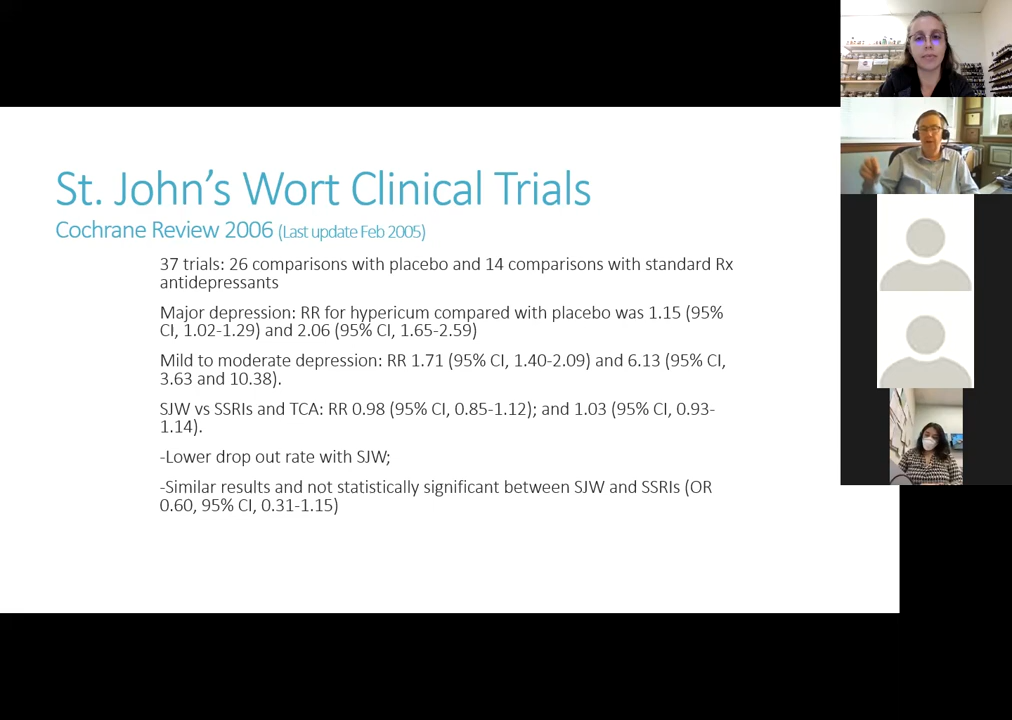 St. John’s Wort Clinical Trials
Cochrane Review 2006 (Last update Feb 2005)
37 trials: 26 comparisons with placebo and 14 comparisons with standard Rx
antidepressants
Major depression: RR for hypericum compared with placebo was 1.15 (95%
CI, 1.02-1.29) and 2.06 (95% CI, 1.65-2.59)
Mild to moderate depression: RR 1.71 (95% CI, 1.40-2.09) and 6.13 (95% CI,
3.63 and 10.38).
SJW vs SSRIs and TCA: RR 0.98 (95% CI, 0.85-1.12); and 1.03 (95% CI, 0.93-
1.14).
-Lower drop out rate with SJW;
-Similar results and not statistically significant between SJW and SSRIs (OR
0.60, 95% CI, 0.31-1.15)